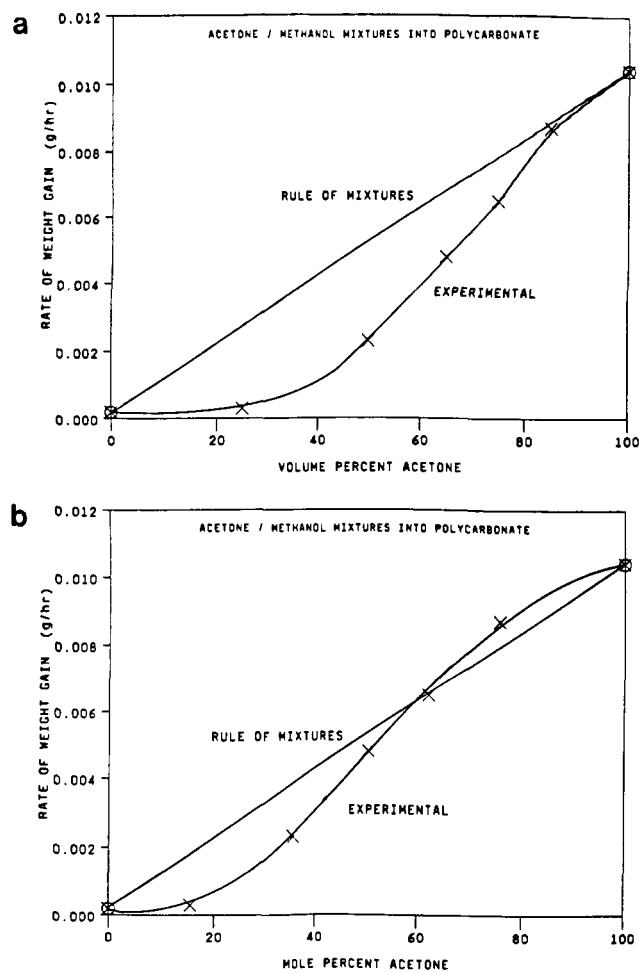 a
ACETONE / METHANOL MIXTURES INTO POLYCARBONATE
0.012
0.010
0.008
0.006
0.004
0.002
0.000
RATE OF WEIGHT GAIN (g/hr)
RULE OF MIXTURES
EXPERIMENTAL
0 20 40 60 80 100
VOLUME PERCENT ACETONE
b
ACETONE / METHANOL MIXTURES INTO POLYCARBONATE
0.012
0.010
0.008
0.006
0.004
0.002
0.000
RATE OF WEIGHT GAIN (g/hr)
RULE OF MIXTURES
EXPERIMENTAL
0 20 40 60 80 100
MOLE PERCENT ACETONE